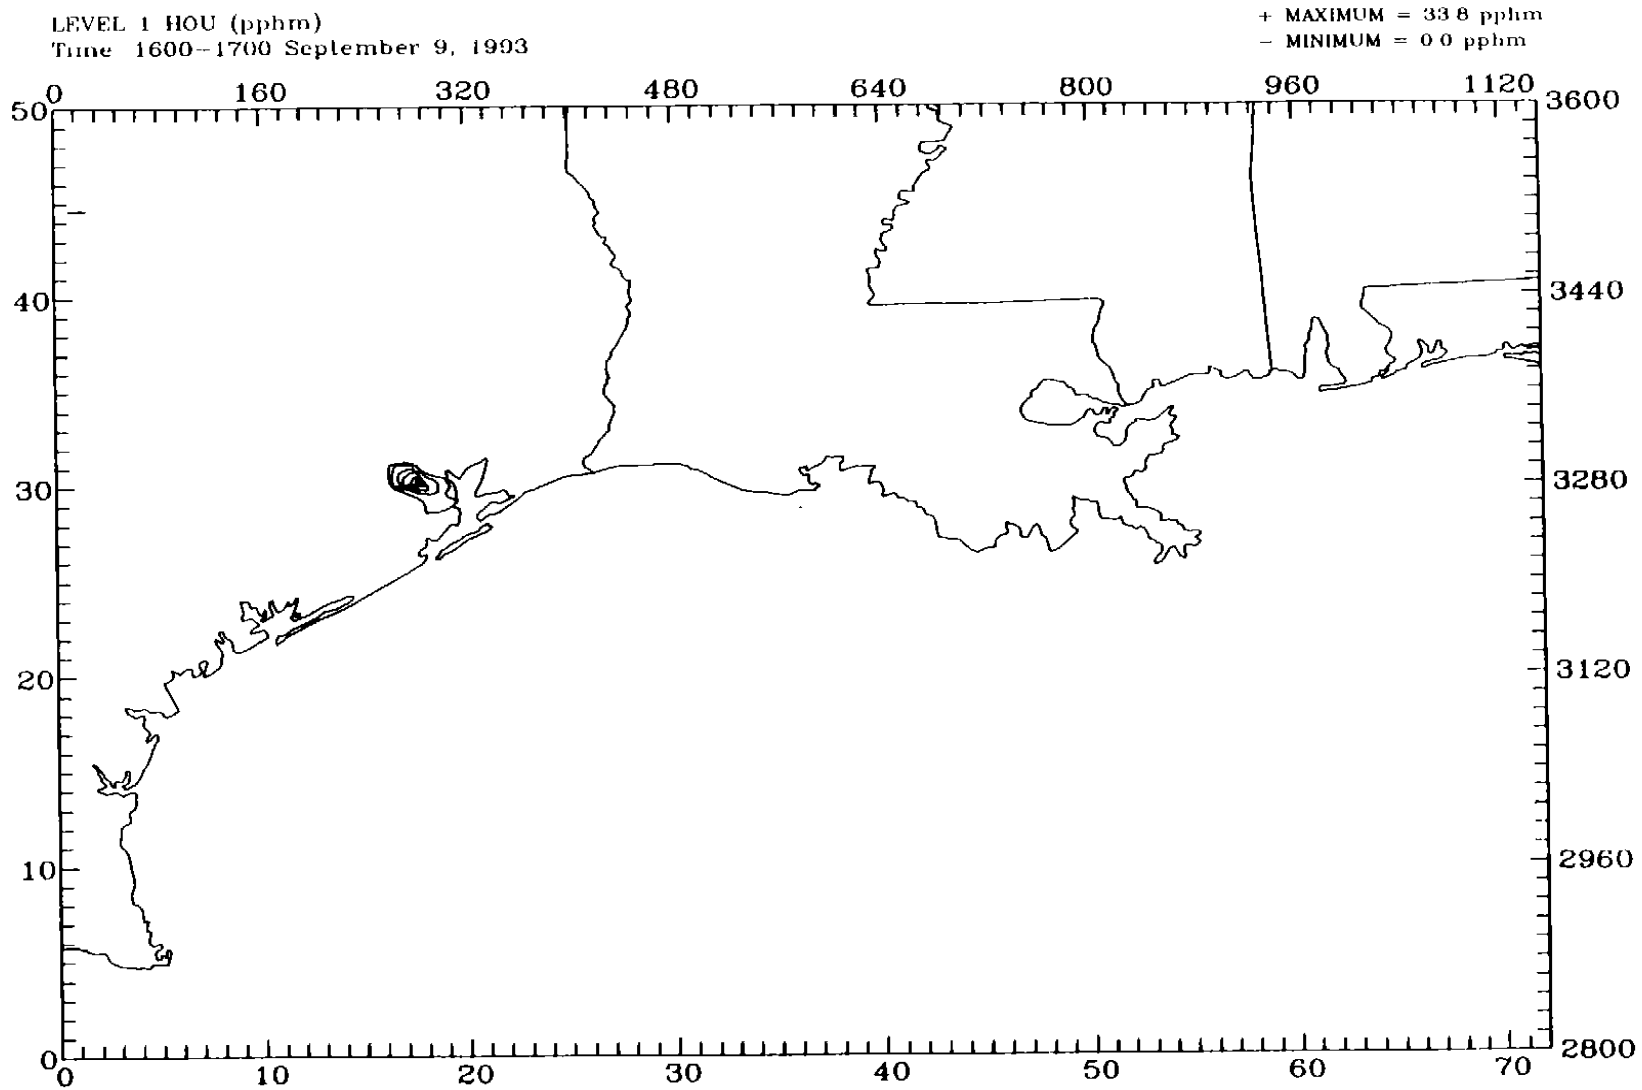 LEVEL 1 HOU (pphm)
Time 1600-1700 September 9, 1993
+ MAXIMUM = 33.8 pphm
- MINIMUM = 0.0 pphm
0 160 320 480 640 800 960 1120
50 3600
40 3440
30 3280
20 3120
10 2960
0 2800
0 10 20 30 40 50 60 70